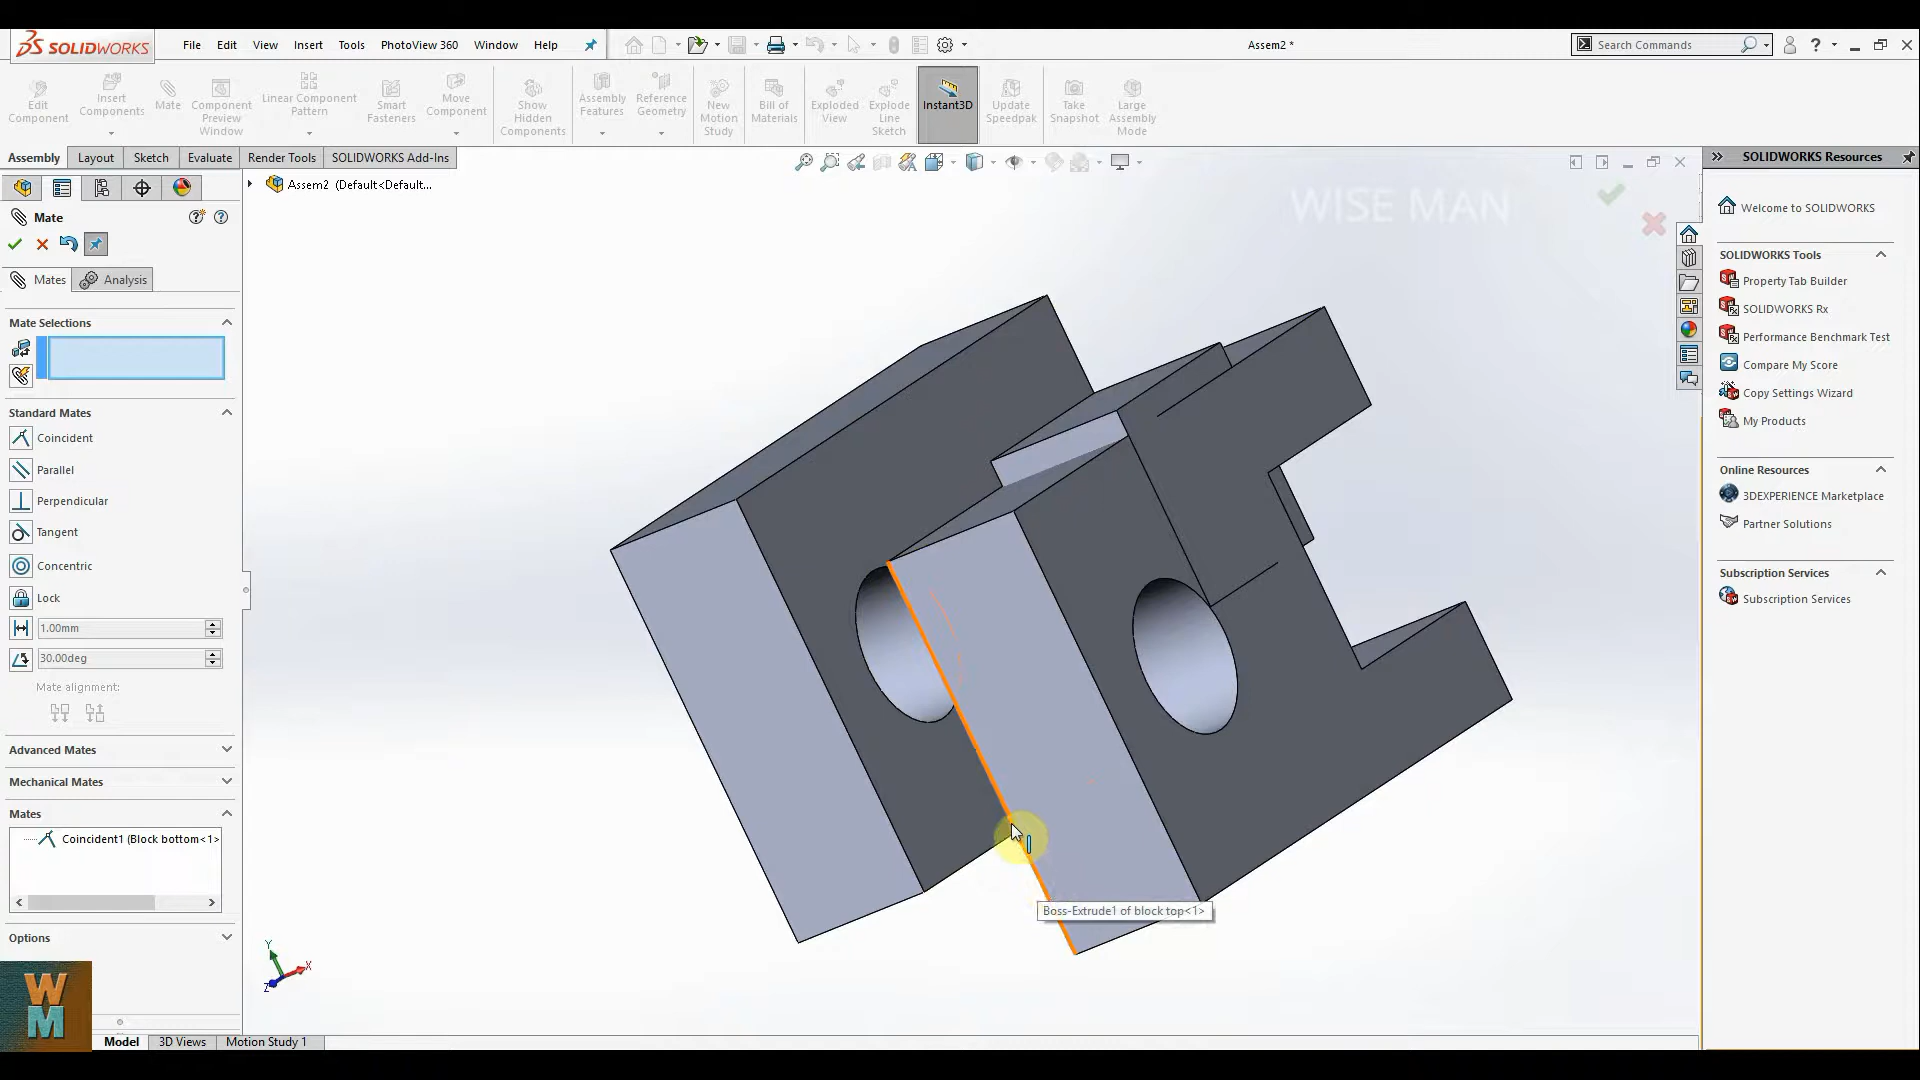 SOLIDWORKS
File
Edit
View
Insert
Tools
PhotoView 360
Window
Help
Assem2 *
Search Commands
Edit
Component
Insert
Components
Mate
Component
Preview
Window
Linear Component
Pattern
Smart
Fasteners
Move
Component
Show
Hidden
Components
Assembly
Features
Reference
Geometry
New
Motion
Study
Bill of
Materials
Exploded
View
Explode
Line
Sketch
Instant3D
Update
Speedpak
Take
Snapshot
Large
Assembly
Mode
Assembly
Layout
Sketch
Evaluate
Render Tools
SOLIDWORKS Add-Ins
SOLIDWORKS Resources
Assem2 (Default<Default...
WISE MAN
Mate
Mates
Analysis
Mate Selections
Standard Mates
Coincident
Parallel
Perpendicular
Tangent
Concentric
Lock
1.00mm
30.00deg
Mate alignment:
Advanced Mates
Mechanical Mates
Mates
Coincident1 (Block bottom<1>
Options
Welcome to SOLIDWORKS
SOLIDWORKS Tools
Property Tab Builder
SOLIDWORKS Rx
Performance Benchmark Test
Compare My Score
Copy Settings Wizard
My Products
Online Resources
3DEXPERIENCE Marketplace
Partner Solutions
Subscription Services
Subscription Services
Boss-Extrude1 of block top<1>
Y
X
Z
W
M
Model
3D Views
Motion Study 1